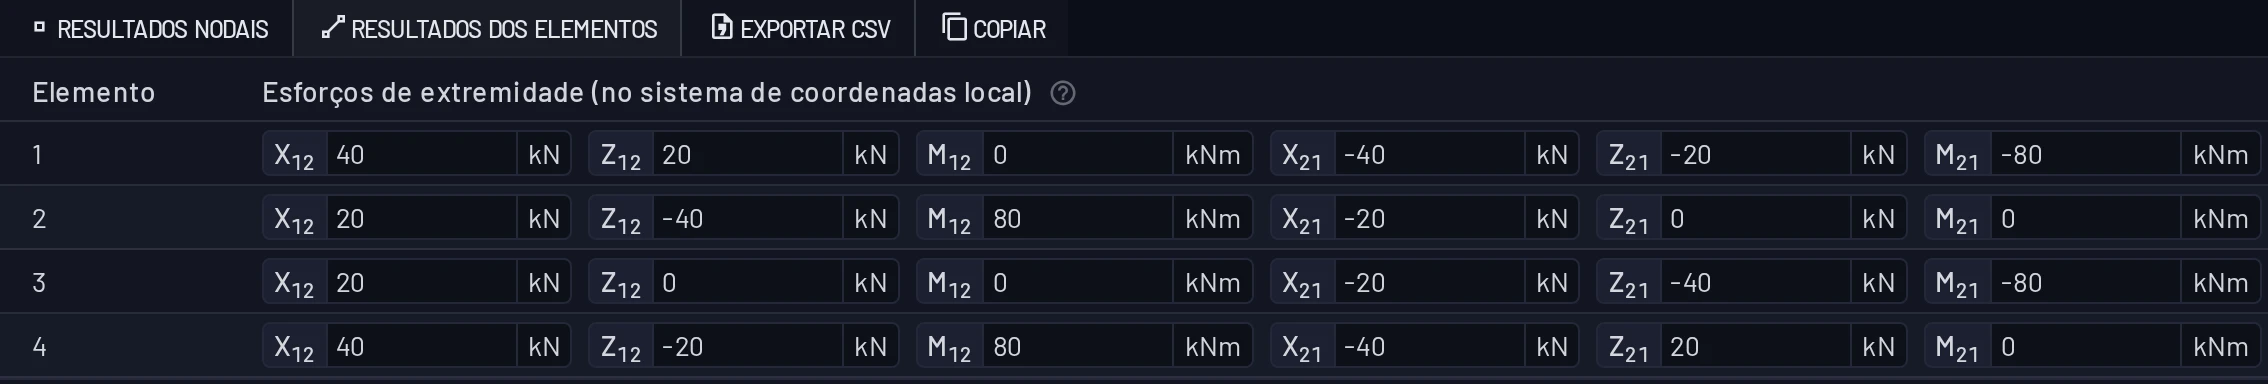 RESULTADOS NODAIS RESULTADOS DOS ELEMENTOS EXPORTAR CSV COPIAR
Elemento Esforços de extremidade (no sistema de coordenadas local) ?
1 X12 40 kN Z12 20 kN M12 0 kNm X21 -40 kN Z21 -20 kN M21 -80 kNm
2 X12 20 kN Z12 -40 kN M12 80 kNm X21 -20 kN Z21 0 kN M21 0 kNm
3 X12 20 kN Z12 0 kN M12 0 kNm X21 -20 kN Z21 -40 kN M21 -80 kNm
4 X12 40 kN Z12 -20 kN M12 80 kNm X21 -40 kN Z21 20 kN M21 0 kNm